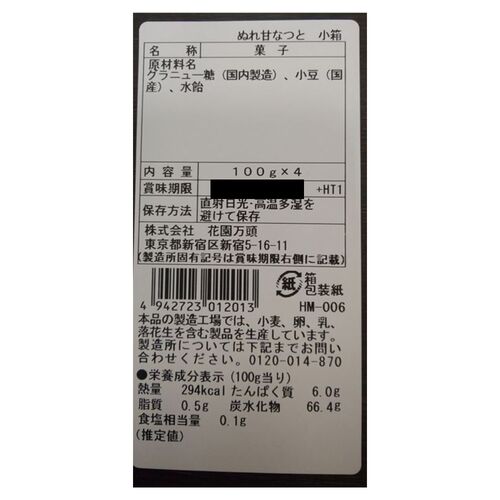 ぬれ甘なつと 小箱
名 称 菓子
原材料名
グラニュー糖（国内製造）、小豆（国
産）、水飴
内容量 100g×4
賞味期限 +HT1
保存方法 直射日光・高温多湿を
避けて保存
株式会社 花園万頭
東京都新宿区新宿5-16-11
(製造所固有記号は賞味期限右側に記載)
紙 箱
包装紙
4 942723 012013 HM-006
本品の製造工場では、小麦、卵、乳、
落花生を含む製品を生産しています。
製造所については下記までお問い
合わせください。0120-014-870
●栄養成分表示（100g当り）
熱量 294kcal たんぱく質 6.0g
脂質 0.5g 炭水化物 66.4g
食塩相当量 0.1g
(推定値)